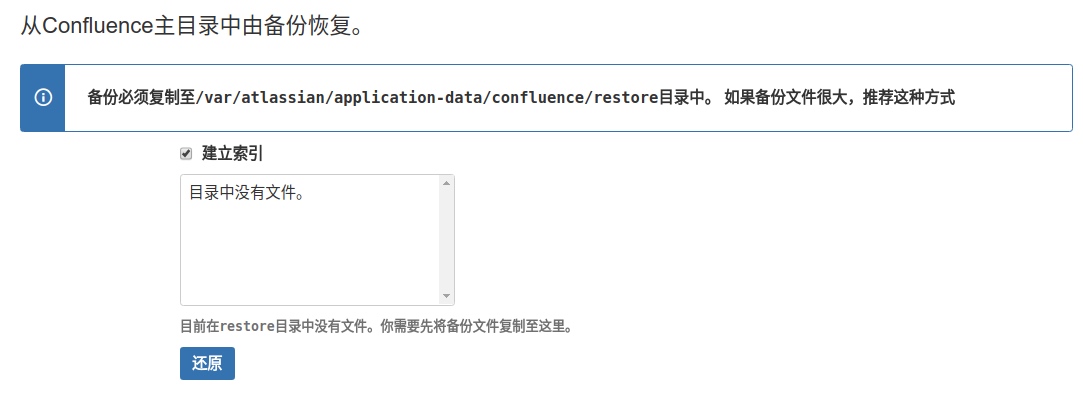 从Confluence主目录中由备份恢复。
备份必须复制至/var/atlassian/application-data/confluence/restore目录中。 如果备份文件很大，推荐这种方式
建立索引
目录中没有文件。
目前在restore目录中没有文件。你需要先将备份文件复制至这里。
还原